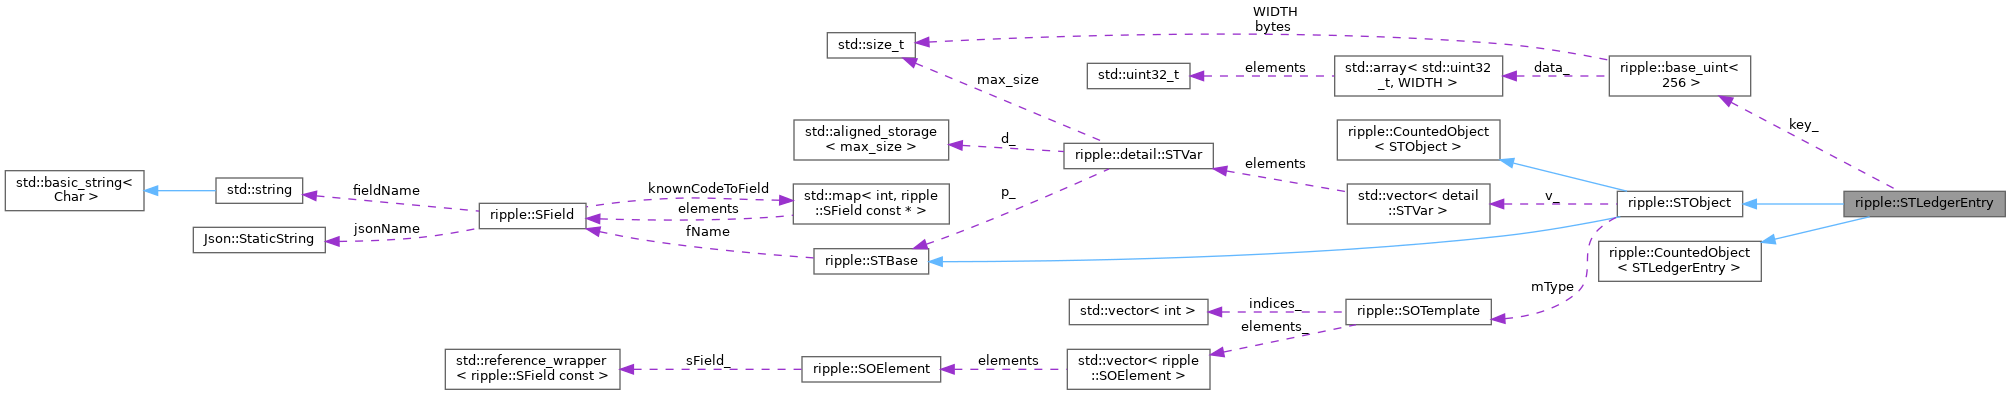 WIDTH
bytes
std::size_t
max_size
std::uint32_t
elements
std::array< std::uint32
_t, WIDTH >
data_
ripple::base_uint<
256 >
key_
std::aligned_storage
< max_size >
d_
ripple::detail::STVar
elements
ripple::CountedObject
< STObject >
std::basic_string<
Char >
std::string
fieldName
ripple::SField
knownCodeToField
elements
std::map< int, ripple
::SField const * >
p_
std::vector< detail
::STVar >
v_
ripple::STObject
ripple::STLedgerEntry
Json::StaticString
jsonName
fName
ripple::STBase
ripple::CountedObject
< STLedgerEntry >
mType
std::vector< int >
indices_
ripple::SOTemplate
elements_
std::reference_wrapper
< ripple::SField const >
sField_
ripple::SOElement
elements
std::vector< ripple
::SOElement >